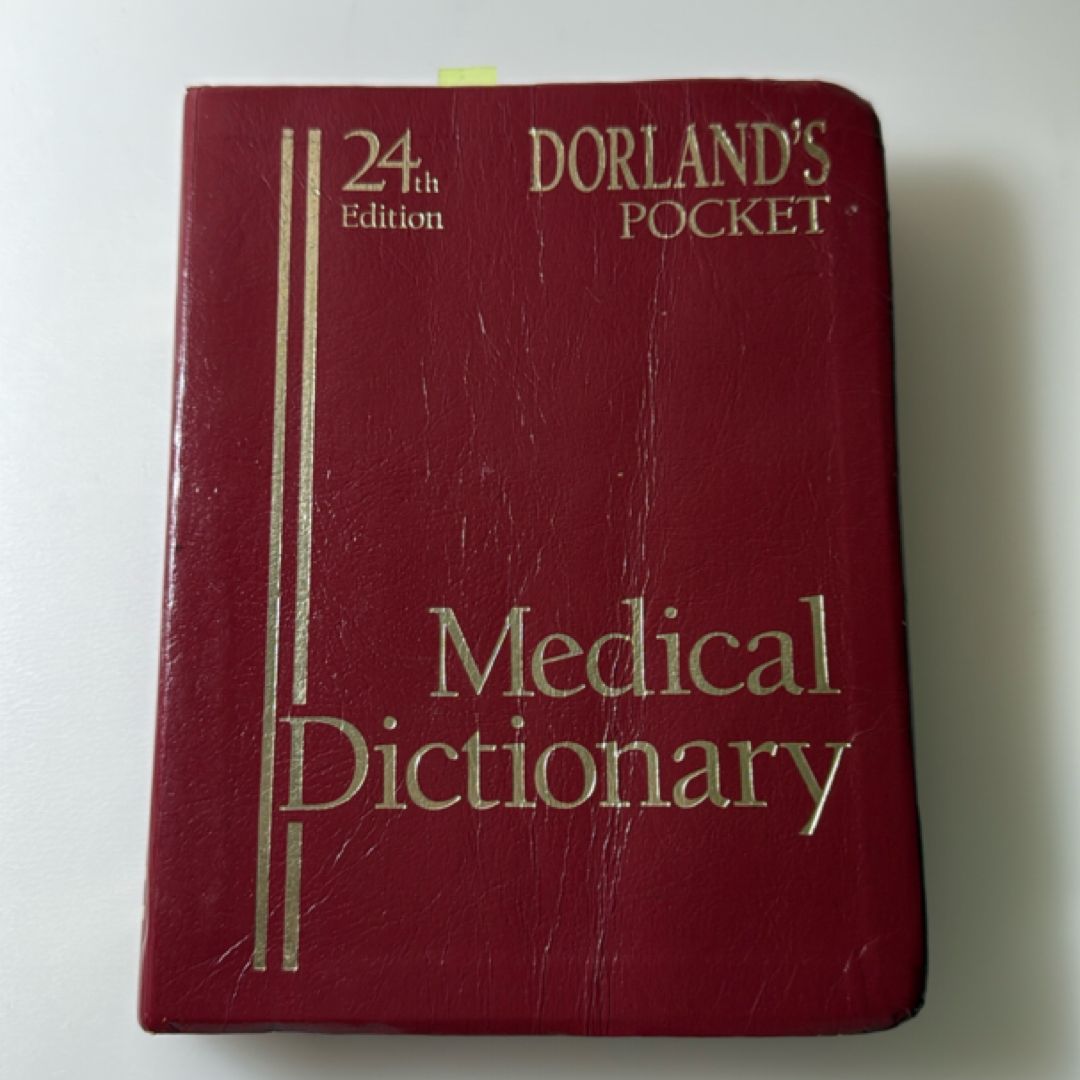 24th
Edition
DORLAND'S
POCKET
Medical
Dictionary